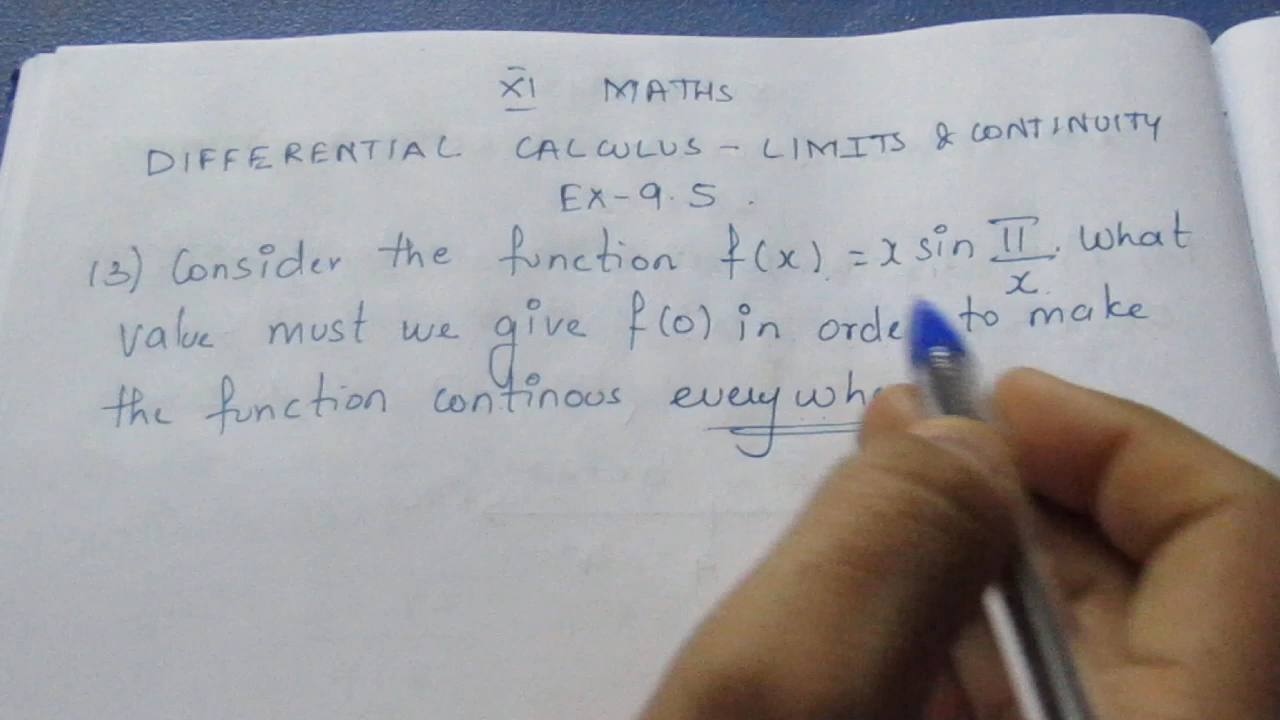 XI MATHS
DIFFERENTIAL CALCULUS - LIMITS & CONTINUITY
EX-9.5.
13) Consider the function f(x) = x sin π/x. What
value must we give f(0) in order to make
the function continous